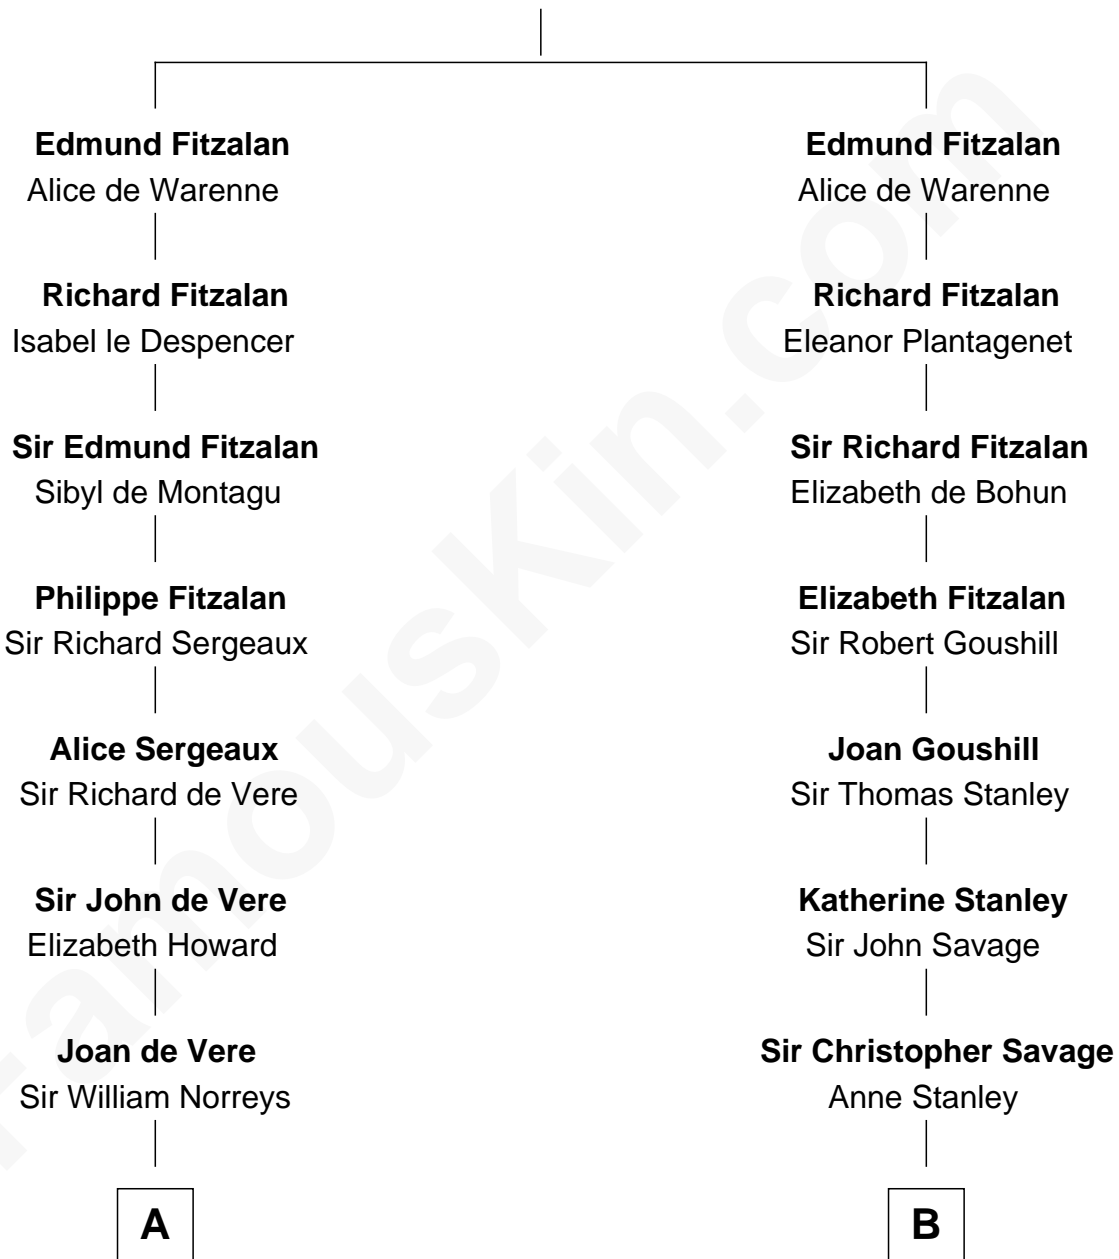 Edmund Fitzalan
Alice de Warenne
Richard Fitzalan
Isabel le Despencer
Sir Edmund Fitzalan
Sibyl de Montagu
Philippe Fitzalan
Sir Richard Sergeaux
Alice Sergeaux
Sir Richard de Vere
Sir John de Vere
Elizabeth Howard
Joan de Vere
Sir William Norreys
A
Edmund Fitzalan
Alice de Warenne
Richard Fitzalan
Eleanor Plantagenet
Sir Richard Fitzalan
Elizabeth de Bohun
Elizabeth Fitzalan
Sir Robert Goushill
Joan Goushill
Sir Thomas Stanley
Katherine Stanley
Sir John Savage
Sir Christopher Savage
Anne Stanley
B
FamousKin.com